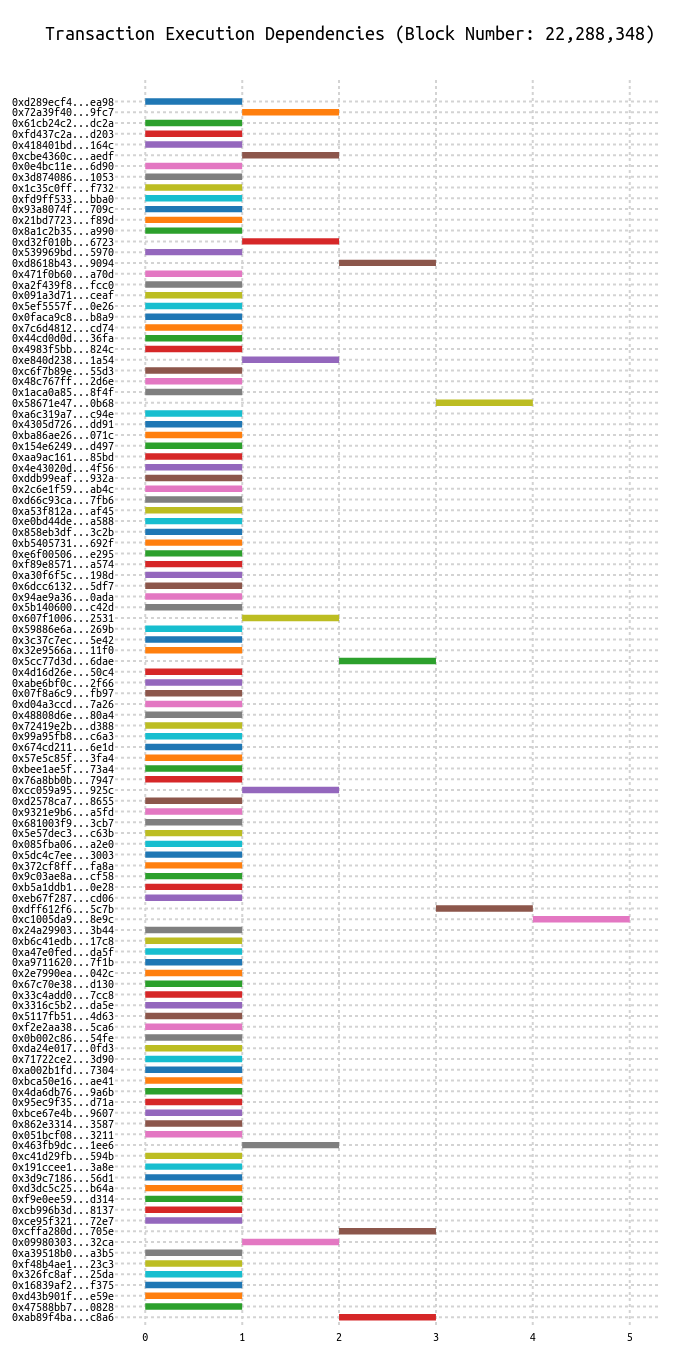 Transaction Execution Dependencies (Block Number: 22,288,348)
0xd289ecf4...ea98
0x72a39f40...9fc7
0x61cb24c2...dc2a
0xfd437c2a...d203
0x418401bd...164c
0xcbe4360c...aedf
0x0e4bc11e...6d90
0x3d874086...1053
0x1c35c0ff...f732
0xfd9ff533...bba0
0x93a8074f...709c
0x21bd7723...f89d
0x8a1c2b35...a990
0xd32f010b...6723
0x539969bd...5970
0xd8618b43...9094
0x471f0b60...a70d
0xa2f439f8...fcc0
0x091a3d71...ceaf
0x5ef5557f...0e26
0x0faca9c8...b8a9
0x7c6d4812...cd74
0x44cd0d0d...36fa
0x4983f5bb...824c
0xe840d238...1a54
0xc6f7b89e...55d3
0x48c767ff...2d6e
0x1aca0a85...8f4f
0x58671e47...0b68
0xa6c319a7...c94e
0x4305d726...dd91
0xba86ae26...071c
0x154e6249...d497
0xaa9ac161...85bd
0x4e43020d...4f56
0xddb99eaf...932a
0x2c6e1f59...ab4c
0xd66c93ca...7fb6
0xa53f812a...af45
0xe0bd44de...a588
0x858eb3df...3c2b
0xb5405731...692f
0xe6f00506...e295
0xf89e8571...a574
0xa30f6f5c...198d
0x6dcc6132...5df7
0x94ae9a36...0ada
0x5b140600...c42d
0x607f1006...2531
0x59886e6a...269b
0x3c37c7ec...5e42
0x32e9566a...11f0
0x5cc77d3d...6dae
0x4d16d26e...50c4
0xabe6bf0c...2f66
0x07f8a6c9...fb97
0xd04a3ccd...7a26
0x48808d6e...80a4
0x72419e2b...d388
0x99a95fb8...c6a3
0x674cd211...6e1d
0x57e5c85f...3fa4
0xbee1ae5f...73a4
0x76a8bb0b...7947
0xcc059a95...925c
0xd2578ca7...8655
0x9321e9b6...a5fd
0x681003f9...3cb7
0x5e57dec3...c63b
0x085fba06...a2e0
0x5dc4c7ee...3003
0x372cf8ff...fa8a
0x9c03ae8a...cf58
0xb5a1ddb1...0e28
0xeb67f287...cd06
0xdff612f6...5c7b
0xc1005da9...8e9c
0x24a29903...3b44
0xb6c41edb...17c8
0xa47e0fed...da5f
0xa9711620...7f1b
0x2e7990ea...042c
0x67c70e38...d130
0x33c4add0...7cc8
0x3316c5b2...da5e
0x5117fb51...4d63
0xf2e2aa38...5ca6
0x0b002c86...54fe
0xda24e017...0fd3
0x71722ce2...3d90
0xa002b1fd...7304
0xbca50e16...ae41
0x4da6db76...9a6b
0x95ec9f35...d71a
0xbce67e4b...9607
0x862e3314...3587
0x051bcf08...3211
0x463fb9dc...1ee6
0xc41d29fb...594b
0x191ccee1...3a8e
0x3d9c7186...56d1
0xd3dc5c25...b64a
0xf9e0ee59...d314
0xcb996b3d...8137
0xce95f321...72e7
0xcffa280d...705e
0x09980303...32ca
0xa39518b0...a3b5
0xf48b4ae1...23c3
0x326fc8af...25da
0x16839af2...f375
0xd43b901f...e59e
0x47588bb7...0828
0xab89f4ba...c8a6
0 1 2 3 4 5